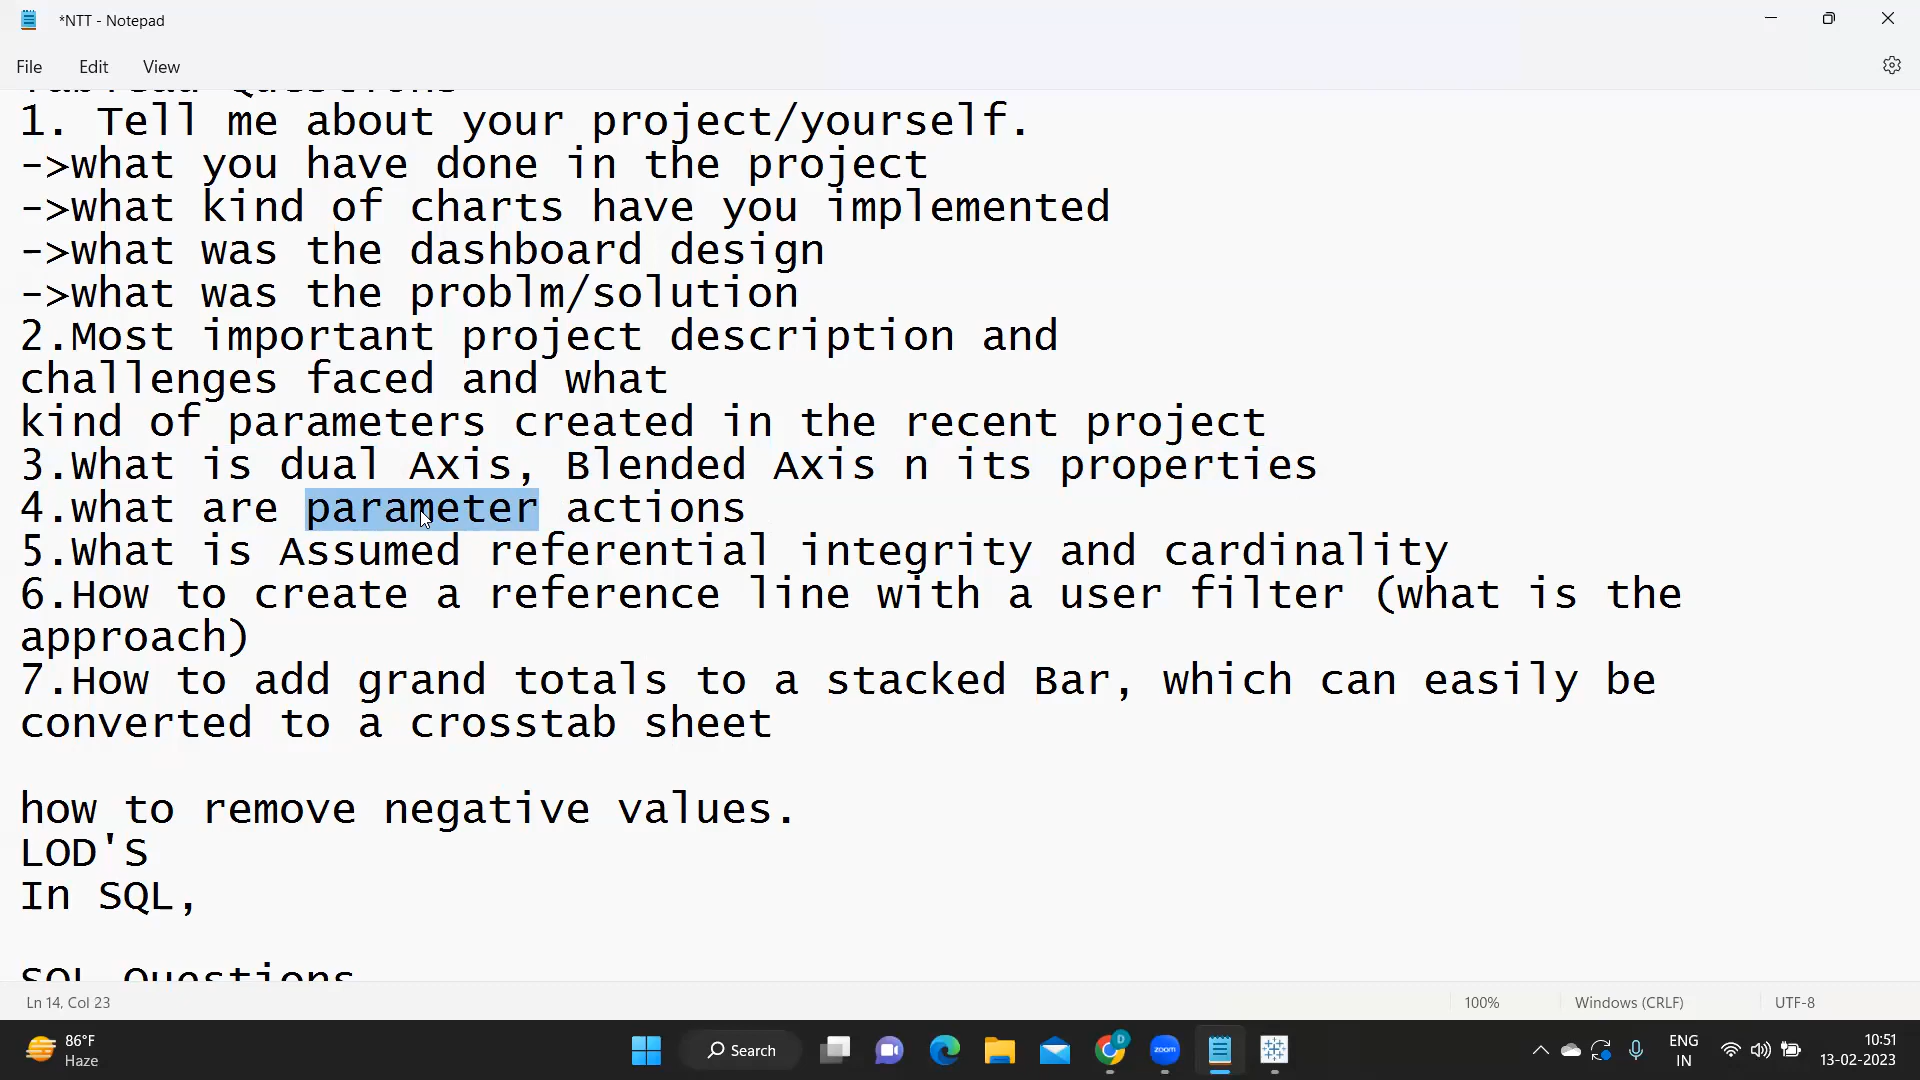 *NTT - Notepad
File Edit View
Tableau Questions
1. Tell me about your project/yourself.
->what you have done in the project
->what kind of charts have you implemented
->what was the dashboard design
->what was the problm/solution
2.Most important project description and
challenges faced and what
kind of parameters created in the recent project
3.What is dual Axis, Blended Axis n its properties
4.what are parameter actions
5.What is Assumed referential integrity and cardinality
6.How to create a reference line with a user filter (what is the
approach)
7.How to add grand totals to a stacked Bar, which can easily be
converted to a crosstab sheet
how to remove negative values.
LOD'S
In SQL,
SQL Questions
Ln 14, Col 23 100% Windows (CRLF) UTF-8
86°F
Haze
Search
D
zoom
ENG
IN
10:51
13-02-2023